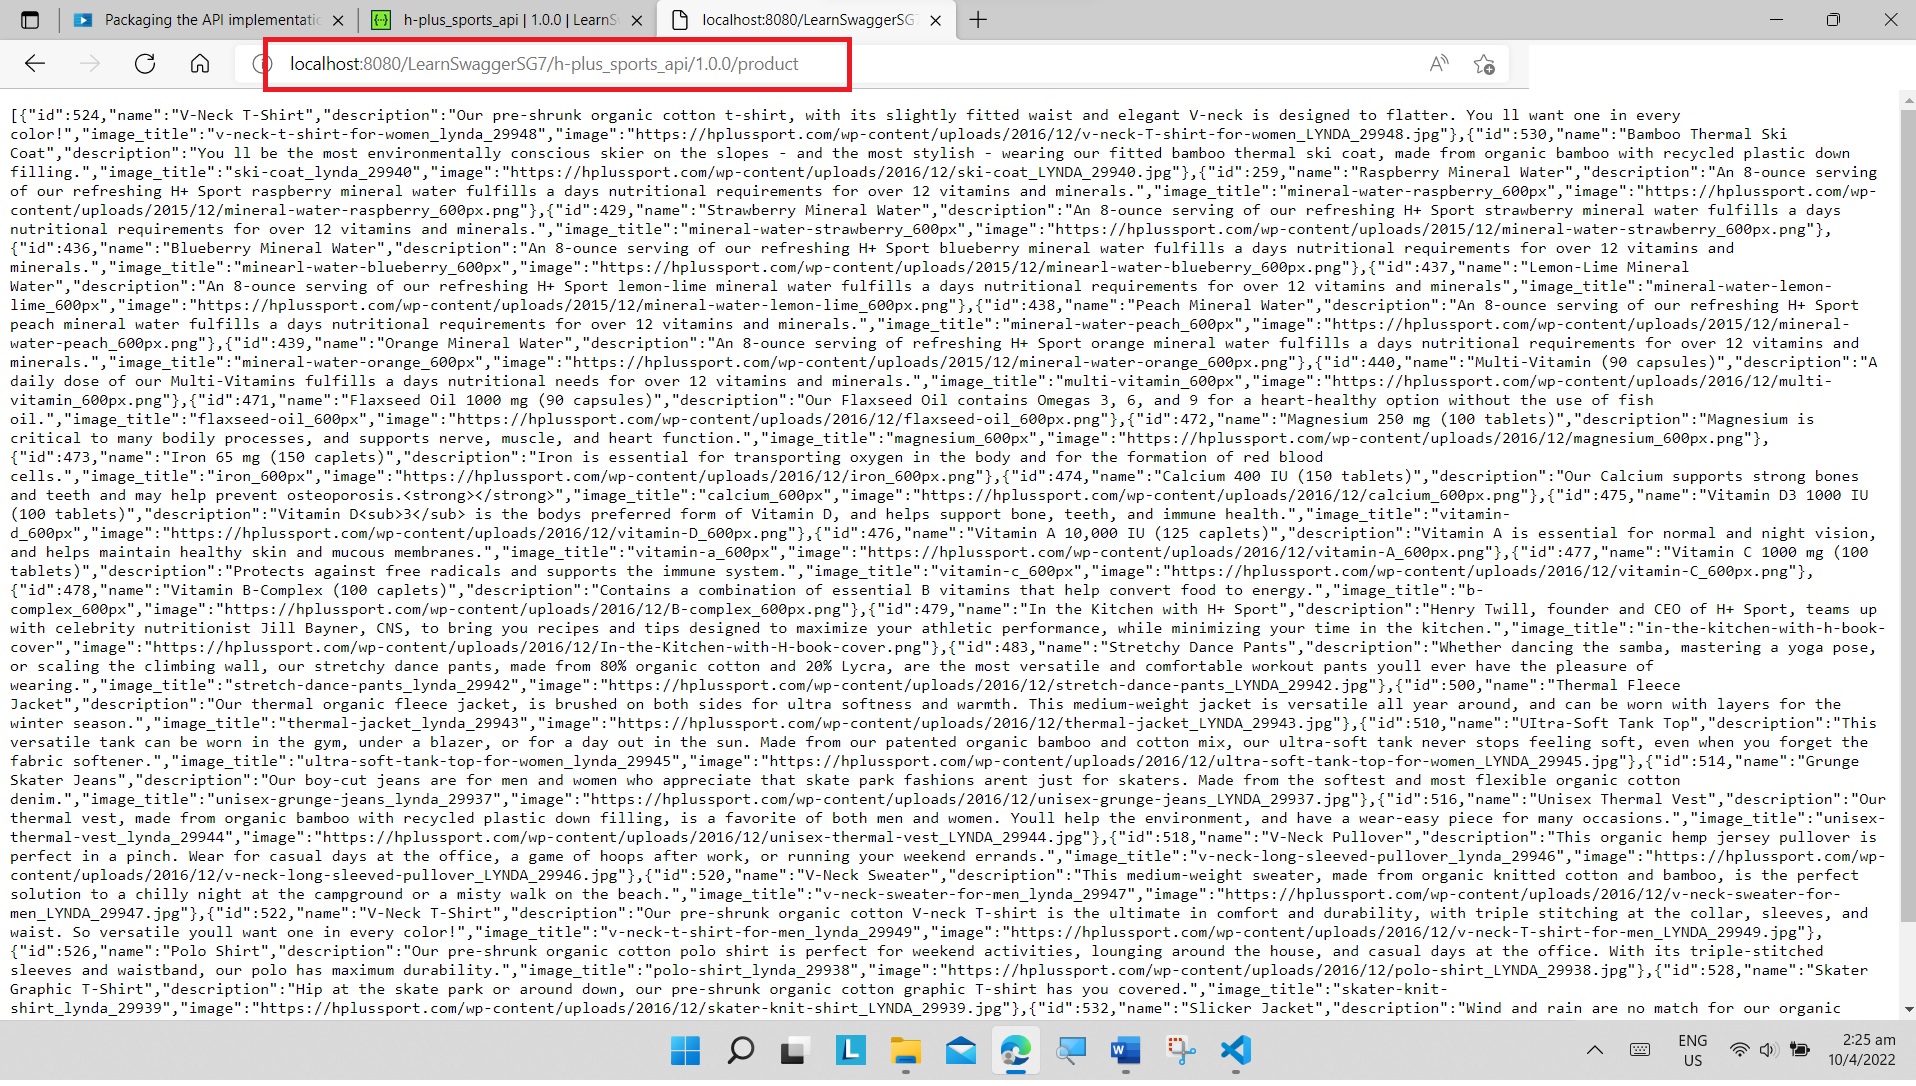 Packaging the API implementatic
h-plus_sports_api | 1.0.0 | LearnS
localhost:8080/LearnSwaggerSG7
localhost:8080/LearnSwaggerSG7/h-plus_sports_api/1.0.0/product
[{"id":524,"name":"V-Neck T-Shirt","description":"Our pre-shrunk organic cotton t-shirt, with its slightly fitted waist and elegant V-neck is designed to flatter. You ll want one in every
color!","image_title":"v-neck-t-shirt-for-women_lynda_29948","image":"https://hplussport.com/wp-content/uploads/2016/12/v-neck-T-shirt-for-women_LYNDA_29948.jpg"},{"id":530,"name":"Bamboo Thermal Ski
Coat","description":"You ll be the most environmentally conscious skier on the slopes - and the most stylish - wearing our fitted bamboo thermal ski coat, made from organic bamboo with recycled plastic down
filling.","image_title":"ski-coat_lynda_29940","image":"https://hplussport.com/wp-content/uploads/2016/12/ski-coat_LYNDA_29940.jpg"},{"id":259,"name":"Raspberry Mineral Water","description":"An 8-ounce serving
of our refreshing H+ Sport raspberry mineral water fulfills a days nutritional requirements for over 12 vitamins and minerals.","image_title":"mineral-water-raspberry_600px","image":"https://hplussport.com/wp-
content/uploads/2015/12/mineral-water-raspberry_600px.png"},{"id":429,"name":"Strawberry Mineral Water","description":"An 8-ounce serving of our refreshing H+ Sport strawberry mineral water fulfills a days
nutritional requirements for over 12 vitamins and minerals.","image_title":"mineral-water-strawberry_600px","image":"https://hplussport.com/wp-content/uploads/2015/12/mineral-water-strawberry_600px.png"},
{"id":436,"name":"Blueberry Mineral Water","description":"An 8-ounce serving of our refreshing H+ Sport blueberry mineral water fulfills a days nutritional requirements for over 12 vitamins and
minerals.","image_title":"minearl-water-blueberry_600px","image":"https://hplussport.com/wp-content/uploads/2015/12/minearl-water-blueberry_600px.png"},{"id":437,"name":"Lemon-Lime Mineral
Water","description":"An 8-ounce serving of our refreshing H+ Sport lemon-lime mineral water fulfills a days nutritional requirements for over 12 vitamins and minerals","image_title":"mineral-water-lemon-
lime_600px","image":"https://hplussport.com/wp-content/uploads/2015/12/mineral-water-lemon-lime_600px.png"},{"id":438,"name":"Peach Mineral Water","description":"An 8-ounce serving of our refreshing H+ Sport
peach mineral water fulfills a days nutritional requirements for over 12 vitamins and minerals.","image_title":"mineral-water-peach_600px","image":"https://hplussport.com/wp-content/uploads/2015/12/mineral-
water-peach_600px.png"},{"id":439,"name":"Orange Mineral Water","description":"An 8-ounce serving of refreshing H+ Sport orange mineral water fulfills a days nutritional requirements for over 12 vitamins and
minerals.","image_title":"mineral-water-orange_600px","image":"https://hplussport.com/wp-content/uploads/2015/12/mineral-water-orange_600px.png"},{"id":440,"name":"Multi-Vitamin (90 capsules)","description":"A
daily dose of our Multi-Vitamins fulfills a days nutritional needs for over 12 vitamins and minerals.","image_title":"multi-vitamin_600px","image":"https://hplussport.com/wp-content/uploads/2016/12/multi-
vitamin_600px.png"},{"id":471,"name":"Flaxseed Oil 1000 mg (90 capsules)","description":"Our Flaxseed Oil contains Omegas 3, 6, and 9 for a heart-healthy option without the use of fish
oil.","image_title":"flaxseed-oil_600px","image":"https://hplussport.com/wp-content/uploads/2016/12/flaxseed-oil_600px.png"},{"id":472,"name":"Magnesium 250 mg (100 tablets)","description":"Magnesium is
critical to many bodily processes, and supports nerve, muscle, and heart function.","image_title":"magnesium_600px","image":"https://hplussport.com/wp-content/uploads/2016/12/magnesium_600px.png"},
{"id":473,"name":"Iron 65 mg (150 caplets)","description":"Iron is essential for transporting oxygen in the body and for the formation of red blood
cells.","image_title":"iron_600px","image":"https://hplussport.com/wp-content/uploads/2016/12/iron_600px.png"},{"id":474,"name":"Calcium 400 IU (150 tablets)","description":"Our Calcium supports strong bones
and teeth and may help prevent osteoporosis.<strong></strong>","image_title":"calcium_600px","image":"https://hplussport.com/wp-content/uploads/2016/12/calcium_600px.png"},{"id":475,"name":"Vitamin D3 1000 IU
(100 tablets)","description":"Vitamin D<sub>3</sub> is the bodys preferred form of Vitamin D, and helps support bone, teeth, and immune health.","image_title":"vitamin-
d_600px","image":"https://hplussport.com/wp-content/uploads/2016/12/vitamin-D_600px.png"},{"id":476,"name":"Vitamin A 10,000 IU (125 caplets)","description":"Vitamin A is essential for normal and night vision,
and helps maintain healthy skin and mucous membranes.","image_title":"vitamin-a_600px","image":"https://hplussport.com/wp-content/uploads/2016/12/vitamin-A_600px.png"},{"id":477,"name":"Vitamin C 1000 mg (100
tablets)","description":"Protects against free radicals and supports the immune system.","image_title":"vitamin-c_600px","image":"https://hplussport.com/wp-content/uploads/2016/12/vitamin-C_600px.png"},
{"id":478,"name":"Vitamin B-Complex (100 caplets)","description":"Contains a combination of essential B vitamins that help convert food to energy.","image_title":"b-
complex_600px","image":"https://hplussport.com/wp-content/uploads/2016/12/B-complex_600px.png"},{"id":479,"name":"In the Kitchen with H+ Sport","description":"Henry Twill, founder and CEO of H+ Sport, teams up
with celebrity nutritionist Jill Bayner, CNS, to bring you recipes and tips designed to maximize your athletic performance, while minimizing your time in the kitchen.","image_title":"in-the-kitchen-with-h-book-
cover","image":"https://hplussport.com/wp-content/uploads/2016/12/In-the-Kitchen-with-H-book-cover.png"},{"id":483,"name":"Stretchy Dance Pants","description":"Whether dancing the samba, mastering a yoga pose,
or scaling the climbing wall, our stretchy dance pants, made from 80% organic cotton and 20% Lycra, are the most versatile and comfortable workout pants youll ever have the pleasure of
wearing.","image_title":"stretch-dance-pants_lynda_29942","image":"https://hplussport.com/wp-content/uploads/2016/12/stretch-dance-pants_LYNDA_29942.jpg"},{"id":500,"name":"Thermal Fleece
Jacket","description":"Our thermal organic fleece jacket, is brushed on both sides for ultra softness and warmth. This medium-weight jacket is versatile all year around, and can be worn with layers for the
winter season.","image_title":"thermal-jacket_lynda_29943","image":"https://hplussport.com/wp-content/uploads/2016/12/thermal-jacket_LYNDA_29943.jpg"},{"id":510,"name":"UItra-Soft Tank Top","description":"This
versatile tank can be worn in the gym, under a blazer, or for a day out in the sun. Made from our patented organic bamboo and cotton mix, our ultra-soft tank never stops feeling soft, even when you forget the
fabric softener.","image_title":"ultra-soft-tank-top-for-women_lynda_29945","image":"https://hplussport.com/wp-content/uploads/2016/12/ultra-soft-tank-top-for-women_LYNDA_29945.jpg"},{"id":514,"name":"Grunge
Skater Jeans","description":"Our boy-cut jeans are for men and women who appreciate that skate park fashions arent just for skaters. Made from the softest and most flexible organic cotton
denim.","image_title":"unisex-grunge-jeans_lynda_29937","image":"https://hplussport.com/wp-content/uploads/2016/12/unisex-grunge-jeans_LYNDA_29937.jpg"},{"id":516,"name":"Unisex Thermal Vest","description":"Our
thermal vest, made from organic bamboo with recycled plastic down filling, is a favorite of both men and women. Youll help the environment, and have a wear-easy piece for many occasions.","image_title":"unisex-
thermal-vest_lynda_29944","image":"https://hplussport.com/wp-content/uploads/2016/12/unisex-thermal-vest_LYNDA_29944.jpg"},{"id":518,"name":"V-Neck Pullover","description":"This organic hemp jersey pullover is
perfect in a pinch. Wear for casual days at the office, a game of hoops after work, or running your weekend errands.","image_title":"v-neck-long-sleeved-pullover_lynda_29946","image":"https://hplussport.com/wp-
content/uploads/2016/12/v-neck-long-sleeved-pullover_LYNDA_29946.jpg"},{"id":520,"name":"V-Neck Sweater","description":"This medium-weight sweater, made from organic knitted cotton and bamboo, is the perfect
solution to a chilly night at the campground or a misty walk on the beach.","image_title":"v-neck-sweater-for-men_lynda_29947","image":"https://hplussport.com/wp-content/uploads/2016/12/v-neck-sweater-for-
men_LYNDA_29947.jpg"},{"id":522,"name":"V-Neck T-Shirt","description":"Our pre-shrunk organic cotton V-neck T-shirt is the ultimate in comfort and durability, with triple stitching at the collar, sleeves, and
waist. So versatile youll want one in every color!","image_title":"v-neck-t-shirt-for-men_lynda_29949","image":"https://hplussport.com/wp-content/uploads/2016/12/v-neck-T-shirt-for-men_LYNDA_29949.jpg"},
{"id":526,"name":"Polo Shirt","description":"Our pre-shrunk organic cotton polo shirt is perfect for weekend activities, lounging around the house, and casual days at the office. With its triple-stitched
sleeves and waistband, our polo has maximum durability.","image_title":"polo-shirt_lynda_29938","image":"https://hplussport.com/wp-content/uploads/2016/12/polo-shirt_LYNDA_29938.jpg"},{"id":528,"name":"Skater
Graphic T-Shirt","description":"Hip at the skate park or around down, our pre-shrunk organic cotton graphic T-shirt has you covered.","image_title":"skater-knit-
shirt_lynda_29939","image":"https://hplussport.com/wp-content/uploads/2016/12/skater-knit-shirt_LYNDA_29939.jpg"},{"id":532,"name":"Slicker Jacket","description":"Wind and rain are no match for our organic
ENG
US
2:25 am
10/4/2022